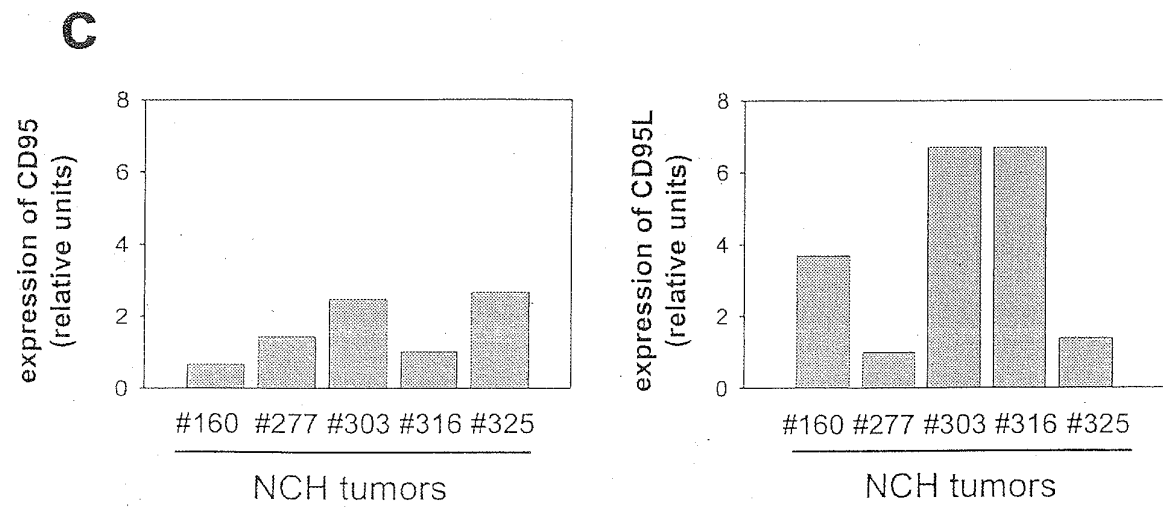 C
expression of CD95
(relative units)
8
6
4
2
0
#160 #277 #303 #316 #325
NCH tumors
expression of CD95L
(relative units)
8
6
4
2
0
#160 #277 #303 #316 #325
NCH tumors